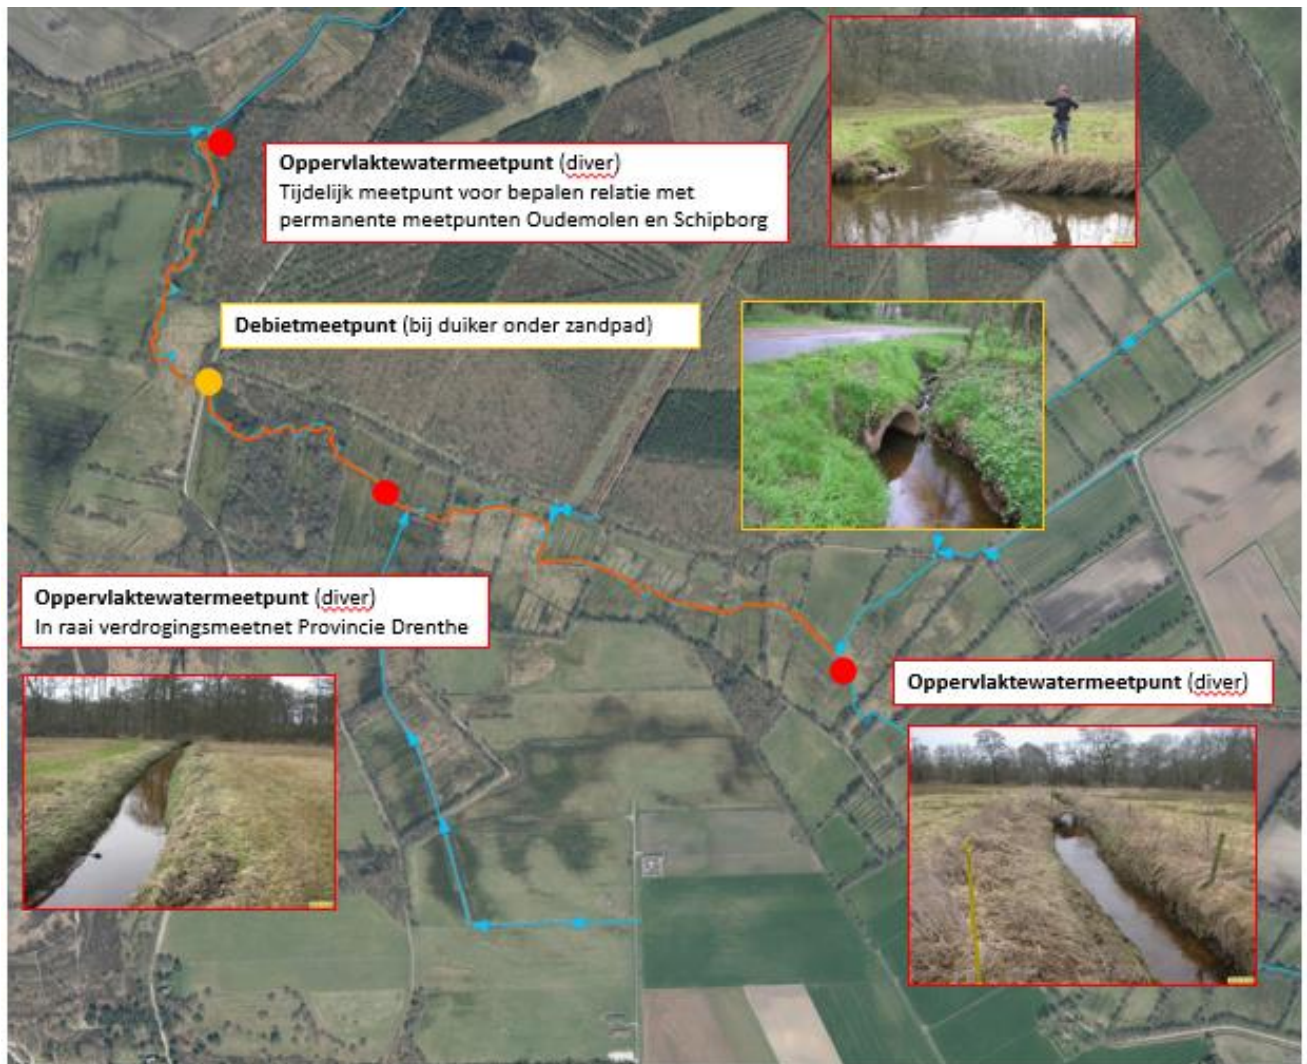 Oppervlaktewatermeetpunt (diver)
Tijdelijk meetpunt voor bepalen relatie met
permanente meetpunten Oudemolen en Schipborg
Debietmeetpunt (bij duiker onder zandpad)
Oppervlaktewatermeetpunt (diver)
In raai verdrogingsmeetnet Provincie Drenthe
Oppervlaktewatermeetpunt (diver)